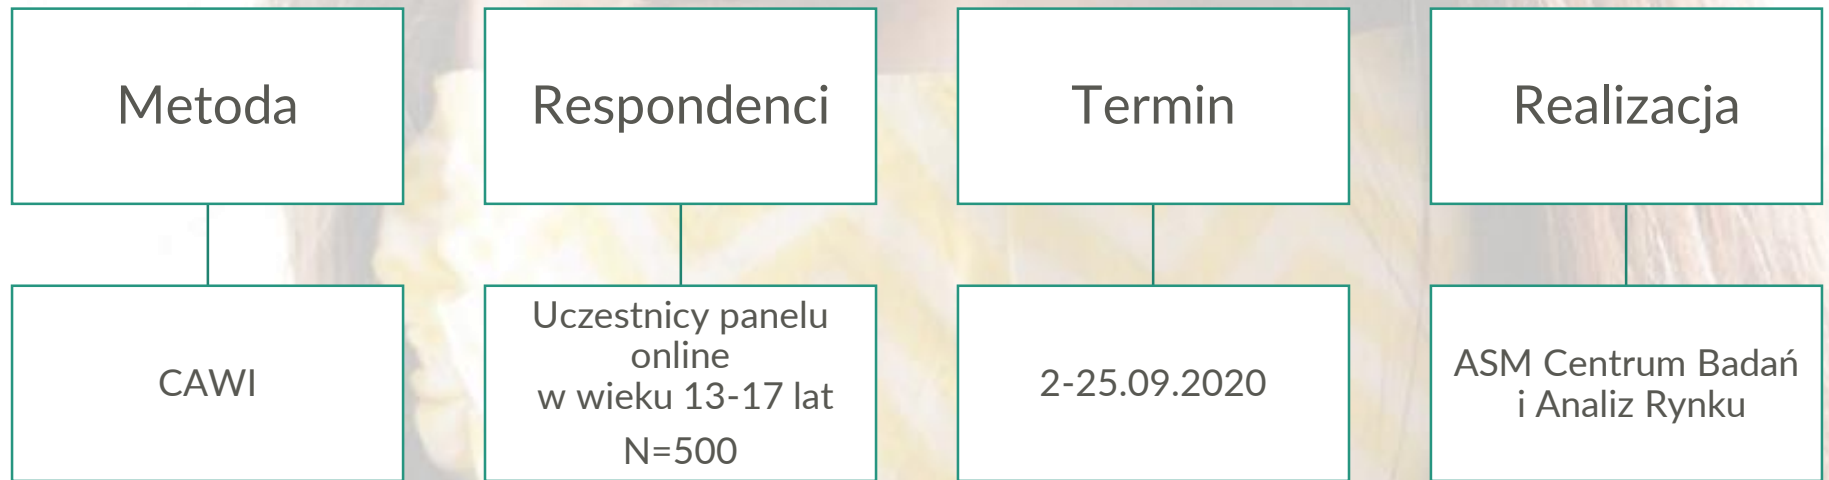 Metoda
Respondenci
Termin
Realizacja
CAWI
Uczestnicy panelu
online
w wieku 13-17 lat
N=500
2-25.09.2020
ASM Centrum Badań
i Analiz Rynku